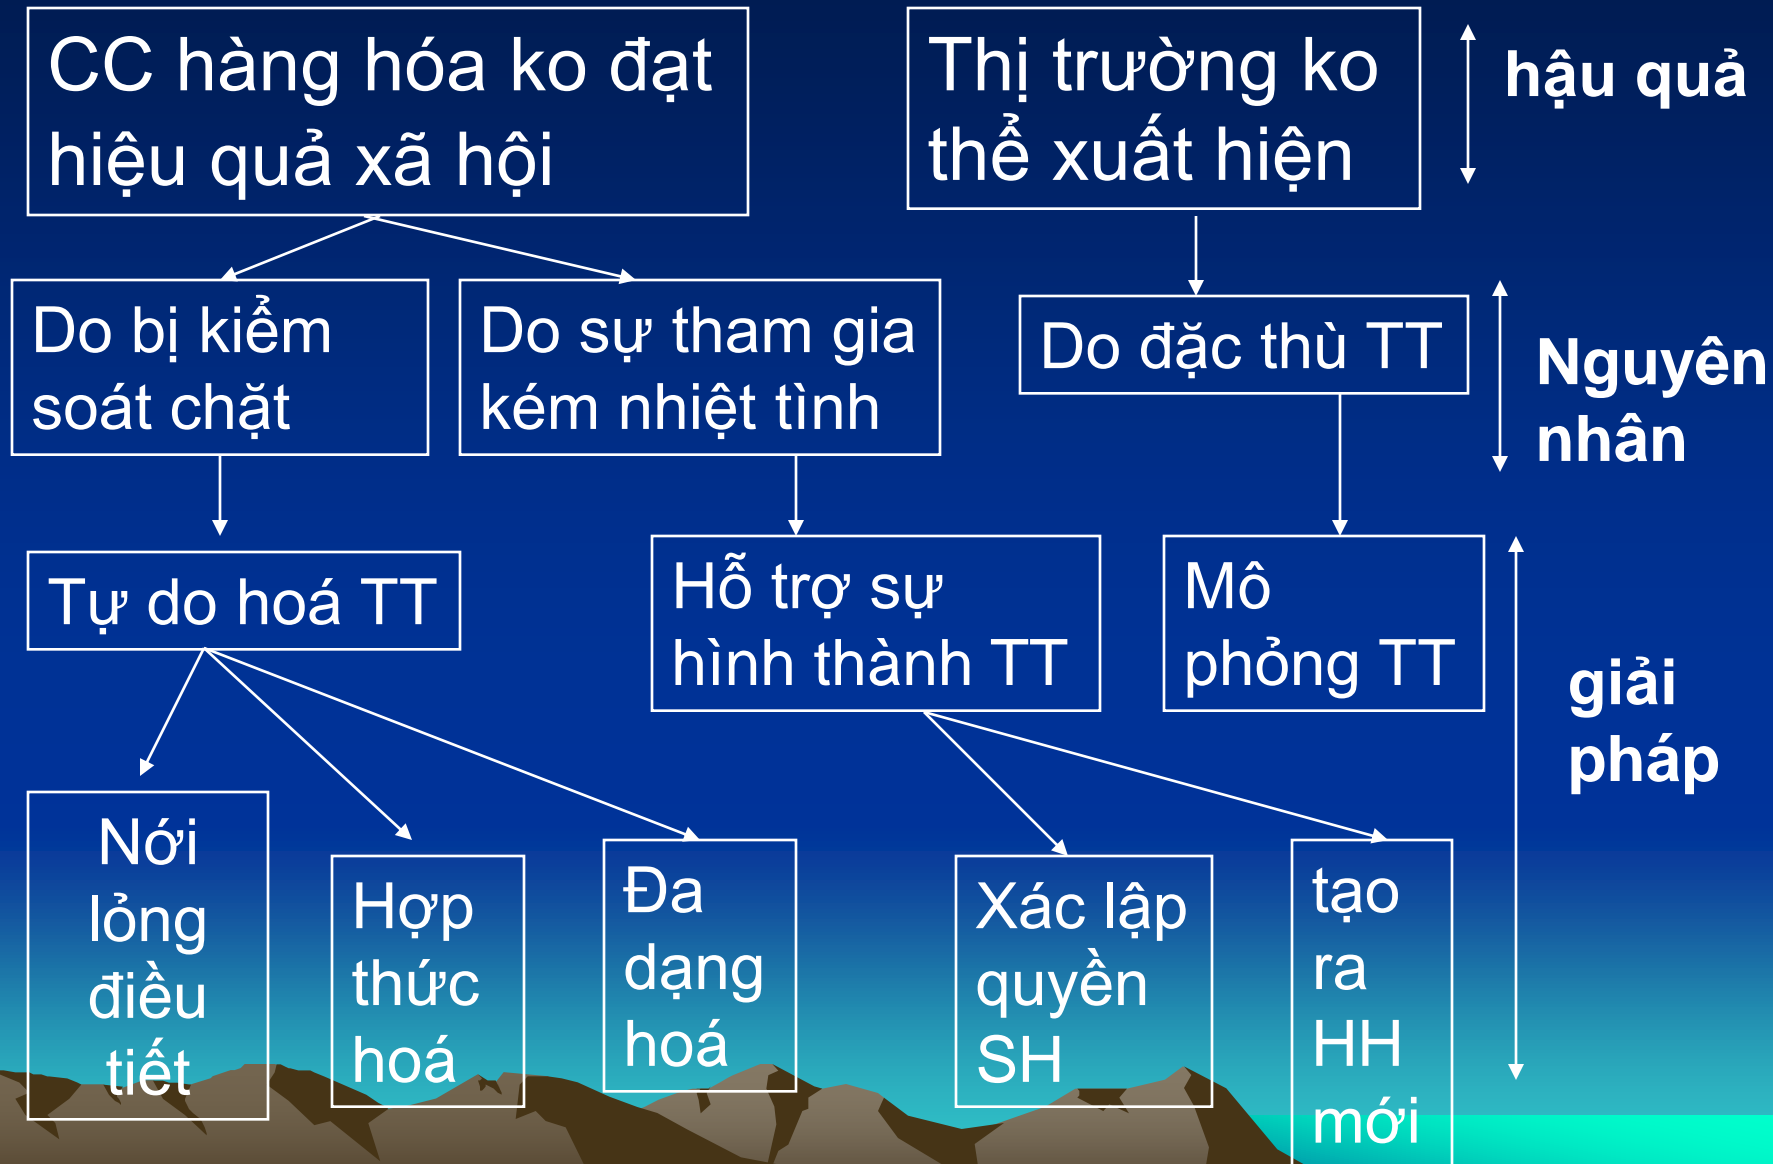 CC hàng hóa ko đạt
hiệu quả xã hội
Thị trường ko
thể xuất hiện
hậu quả
Do bị kiểm
soát chặt
Do sự tham gia
kém nhiệt tình
Do đặc thù TT
Nguyên
nhân
Tự do hoá TT
Hỗ trợ sự
hình thành TT
Mô
phỏng TT
giải
pháp
Nới
lỏng
điều
tiết
Hợp
thức
hoá
Đa
dạng
hoá
Xác lập
quyền
SH
tạo
ra
HH
mới